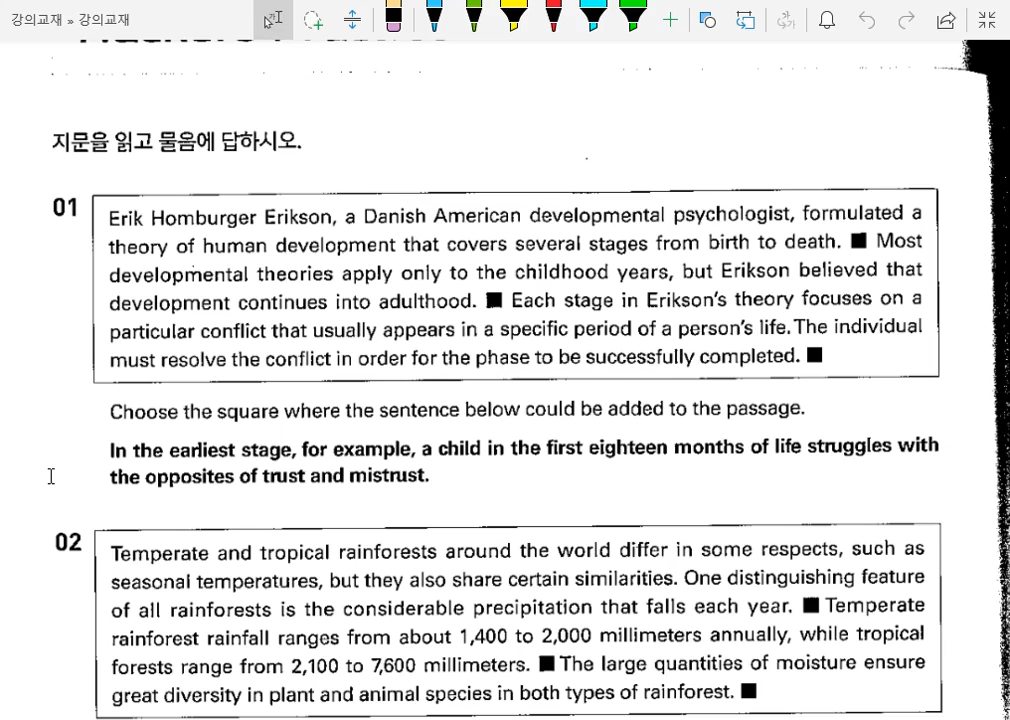 강의교재 » 강의교재
지문을 읽고 물음에 답하시오.
01
Erik Homburger Erikson, a Danish American developmental psychologist, formulated a
theory of human development that covers several stages from birth to death. ■ Most
developmental theories apply only to the childhood years, but Erikson believed that
development continues into adulthood. ■ Each stage in Erikson's theory focuses on a
particular conflict that usually appears in a specific period of a person's life. The individual
must resolve the conflict in order for the phase to be successfully completed. ■
Choose the square where the sentence below could be added to the passage.
In the earliest stage, for example, a child in the first eighteen months of life struggles with
the opposites of trust and mistrust.
02
Temperate and tropical rainforests around the world differ in some respects, such as
seasonal temperatures, but they also share certain similarities. One distinguishing feature
of all rainforests is the considerable precipitation that falls each year. ■ Temperate
rainforest rainfall ranges from about 1,400 to 2,000 millimeters annually, while tropical
forests range from 2,100 to 7,600 millimeters. ■ The large quantities of moisture ensure
great diversity in plant and animal species in both types of rainforest. ■